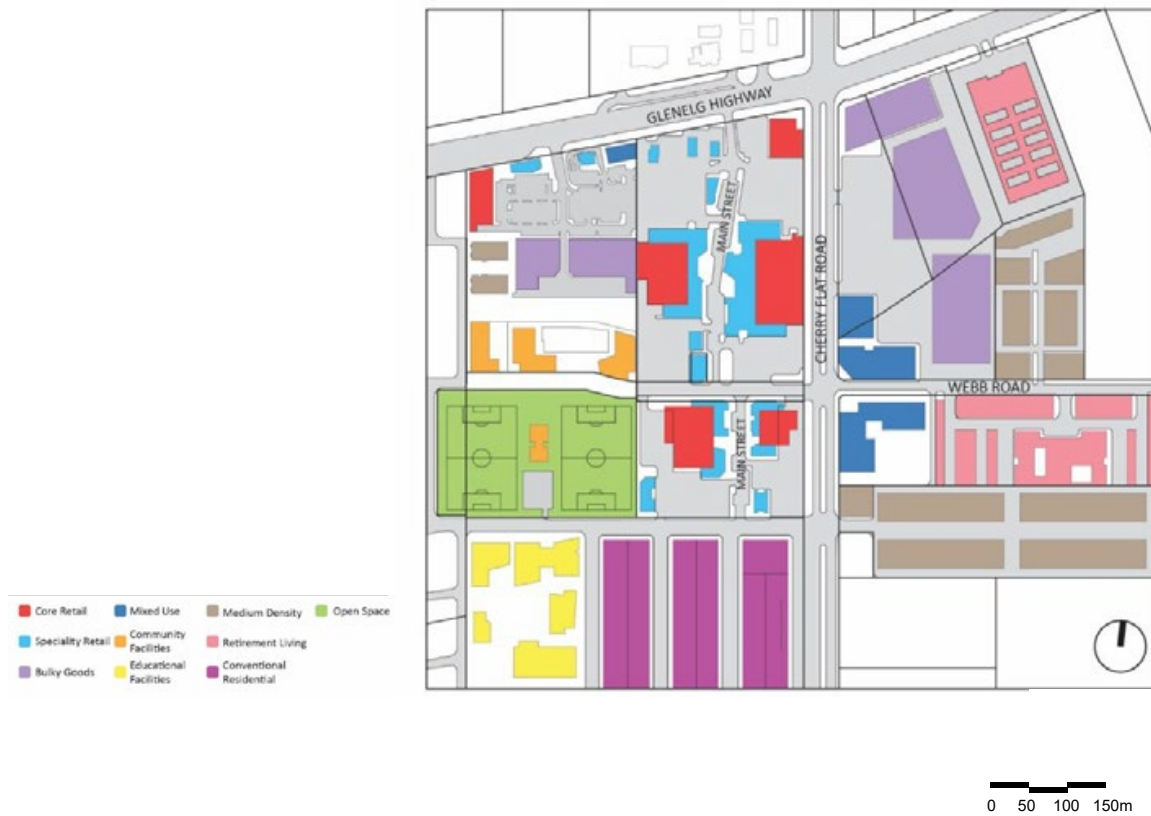 GLENELG HIGHWAY
MAIN STREET
CHERRY FLAT ROAD
WEBB ROAD
MAIN STREET
Core Retail
Mixed Use
Medium Density
Open Space
Speciality Retail
Community
Facilities
Retirement Living
Bulky Goods
Educational
Facilities
Conventional
Residential
0 50 100 150m